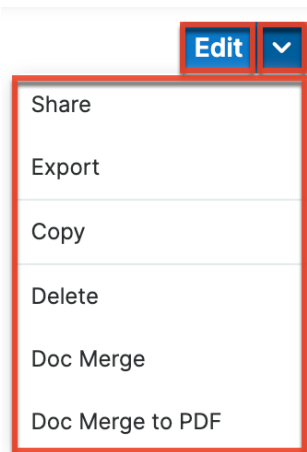 Edit
Share
Export
Copy
Delete
Doc Merge
Doc Merge to PDF